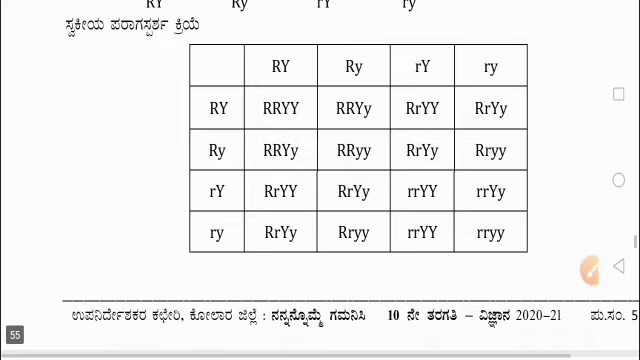 RY Ry rY ry
ಸ್ವಕೀಯ ಪರಾಗಸ್ಪರ್ಶ ಕ್ರಿಯೆ
RY Ry rY ry
RY RRYY RRYy RrYY RrYy
Ry RRYy RRyy RrYy Rryy
rY RrYY RrYy rrYY rrYy
ry RrYy Rryy rrYY rryy
ಉಪನಿರ್ದೇಶಕರ ಕಛೇರಿ, ಕೋಲಾರ ಜಿಲ್ಲೆ : ನನ್ನನ್ನೊಮ್ಮೆ ಗಮನಿಸಿ 10 ನೇ ತರಗತಿ – ವಿಜ್ಞಾನ 2020-21 ಪು.ಸಂ. 5
55